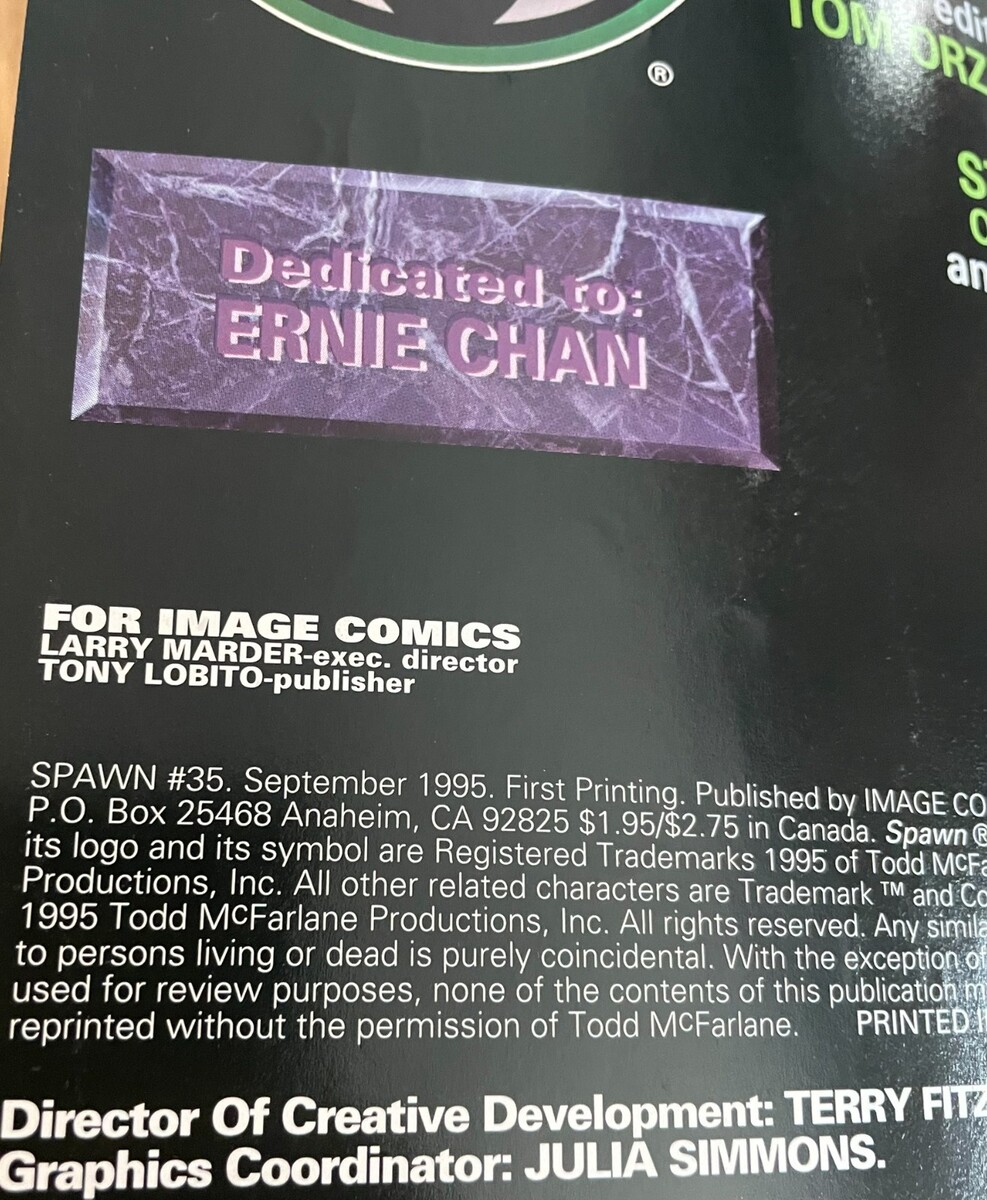 ®
edi
TOM ORZ
S
an
Dedicated to:
ERNIE CHAN
FOR IMAGE COMICS
LARRY MARDER-exec. director
TONY LOBITO-publisher
SPAWN #35. September 1995. First Printing. Published by IMAGE CO
P.O. Box 25468 Anaheim, CA 92825 $1.95/$2.75 in Canada. Spawn ®
its logo and its symbol are Registered Trademarks 1995 of Todd McFa
Productions, Inc. All other related characters are Trademark ™ and Co
1995 Todd McFarlane Productions, Inc. All rights reserved. Any simila
to persons living or dead is purely coincidental. With the exception of
used for review purposes, none of the contents of this publication m
reprinted without the permission of Todd McFarlane. PRINTED I
Director Of Creative Development: TERRY FITZ
Graphics Coordinator: JULIA SIMMONS.